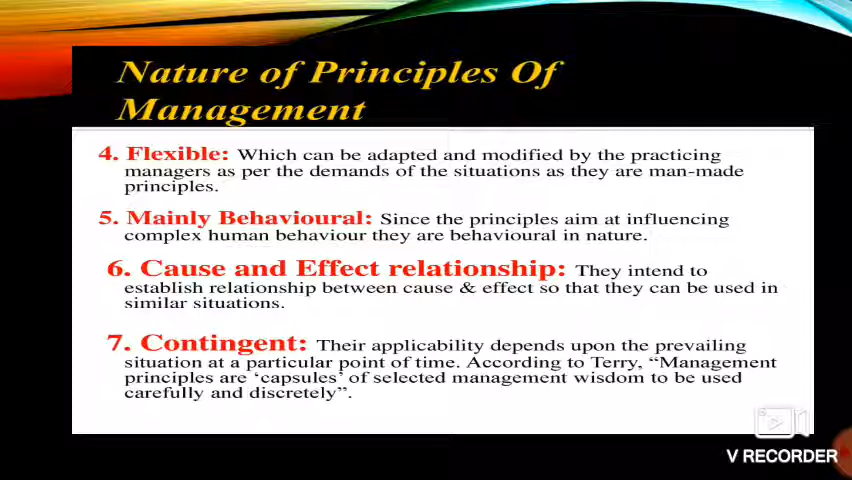 Nature of Principles Of
Management
4. Flexible: Which can be adapted and modified by the practicing
managers as per the demands of the situations as they are man-made
principles.
5. Mainly Behavioural: Since the principles aim at influencing
complex human behaviour they are behavioural in nature.
6. Cause and Effect relationship: They intend to
establish relationship between cause & effect so that they can be used in
similar situations.
7. Contingent: Their applicability depends upon the prevailing
situation at a particular point of time. According to Terry, “Management
principles are ‘capsules’ of selected management wisdom to be used
carefully and discretely”.
V RECORDER